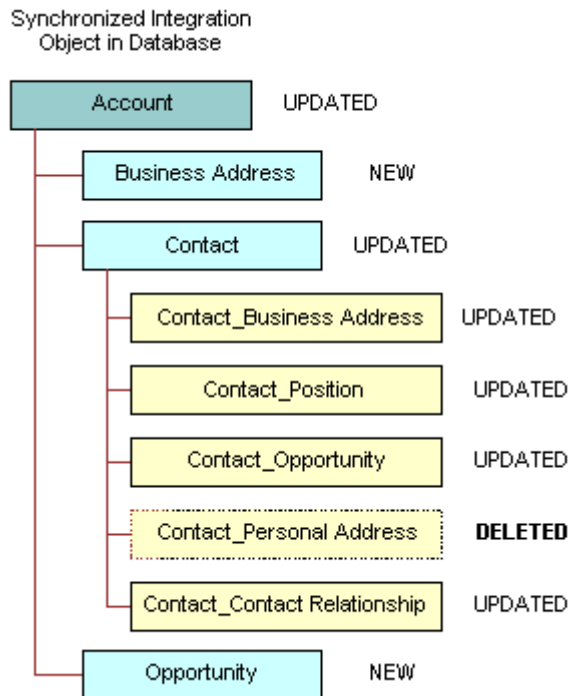 Synchronized Integration
Object in Database
Account UPDATED
Business Address NEW
Contact UPDATED
Contact_Business Address UPDATED
Contact_Position UPDATED
Contact_Opportunity UPDATED
Contact_Personal Address DELETED
Contact_Contact Relationship UPDATED
Opportunity NEW